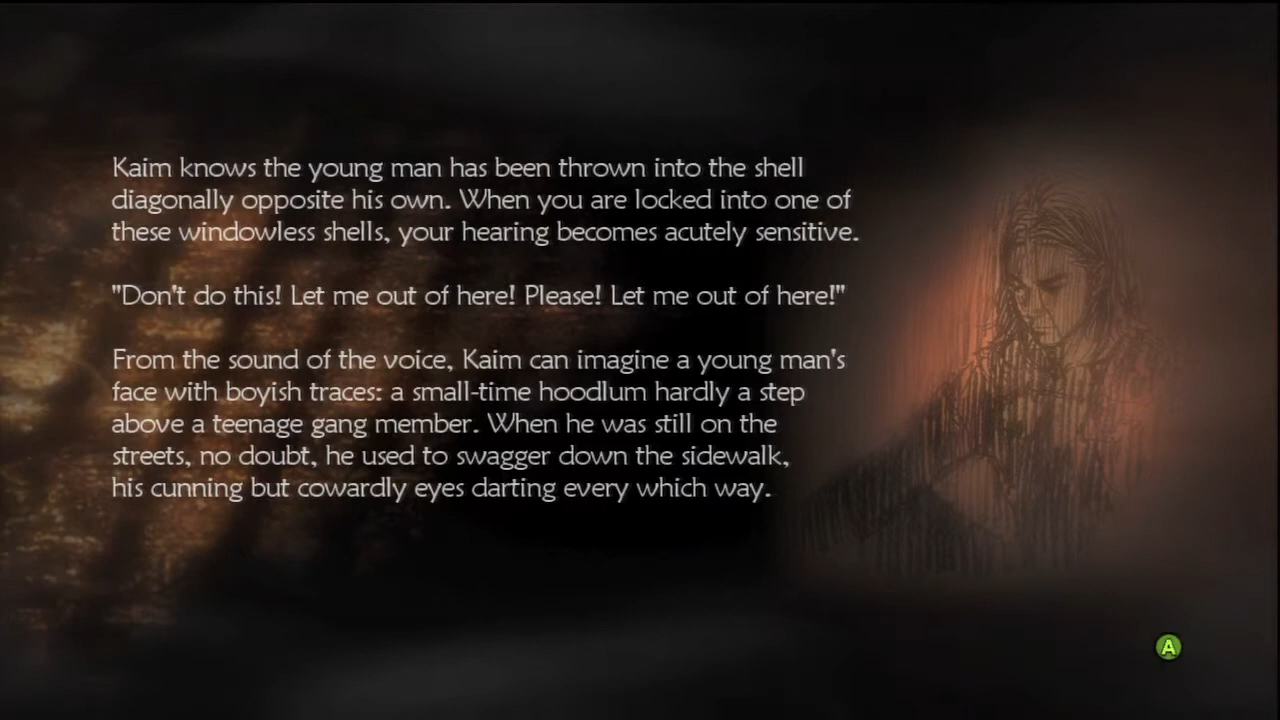 Kaim knows the young man has been thrown into the shell
diagonally opposite his own. When you are locked into one of
these windowless shells, your hearing becomes acutely sensitive.
"Don't do this! Let me out of here! Please! Let me out of here!"
From the sound of the voice, Kaim can imagine a young man's
face with boyish traces: a small-time hoodlum hardly a step
above a teenage gang member. When he was still on the
streets, no doubt, he used to swagger down the sidewalk,
his cunning but cowardly eyes darting every which way.
A